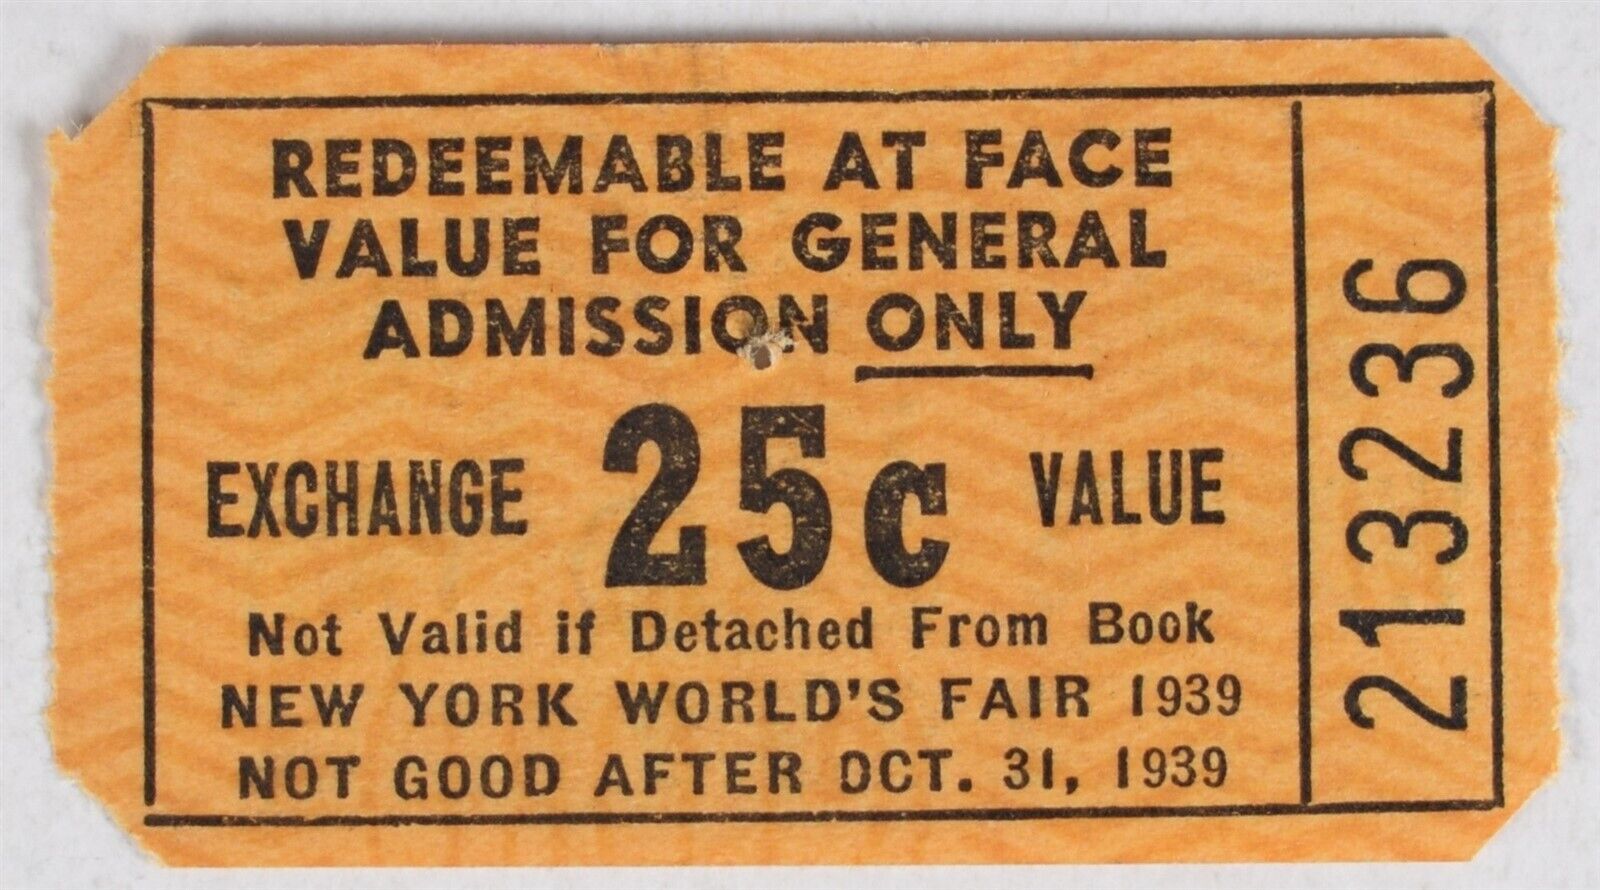 REDEEMABLE AT FACE
VALUE FOR GENERAL
ADMISSION ONLY
EXCHANGE 25c VALUE
Not Valid if Detached From Book
NEW YORK WORLD'S FAIR 1939
NOT GOOD AFTER OCT. 31, 1939
213236